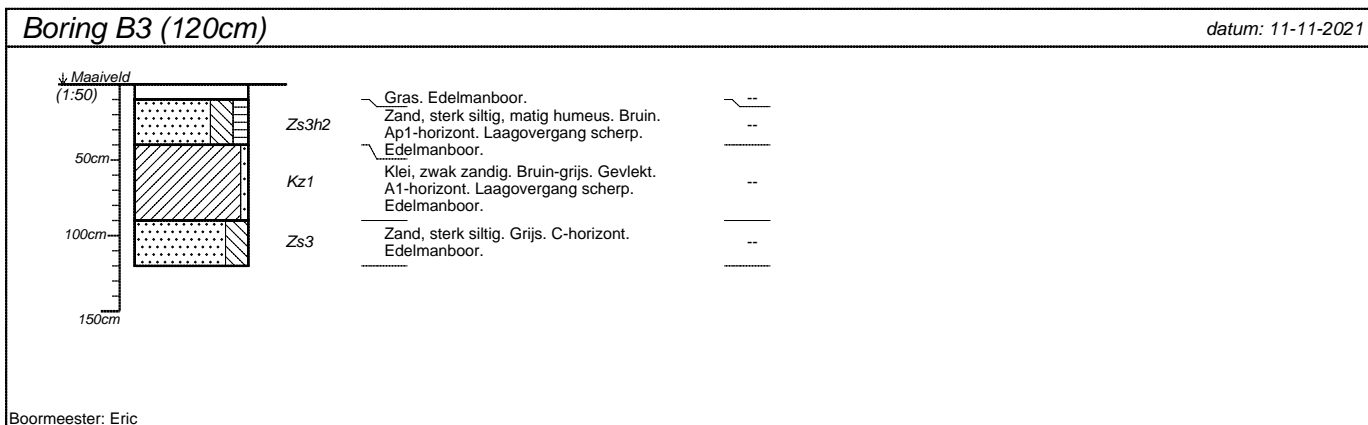 Boring B3 (120cm)
datum: 11-11-2021
Maaiveld
(1:50)
Gras. Edelmanboor.
--
Zs3h2
Zand, sterk siltig, matig humeus. Bruin.
Ap1-horizont. Laagovergang scherp.
Edelmanboor.
--
50cm
Kz1
Klei, zwak zandig. Bruin-grijs. Gevlekt.
A1-horizont. Laagovergang scherp.
Edelmanboor.
--
100cm
Zs3
Zand, sterk siltig. Grijs. C-horizont.
Edelmanboor.
--
150cm
Boormeester: Eric